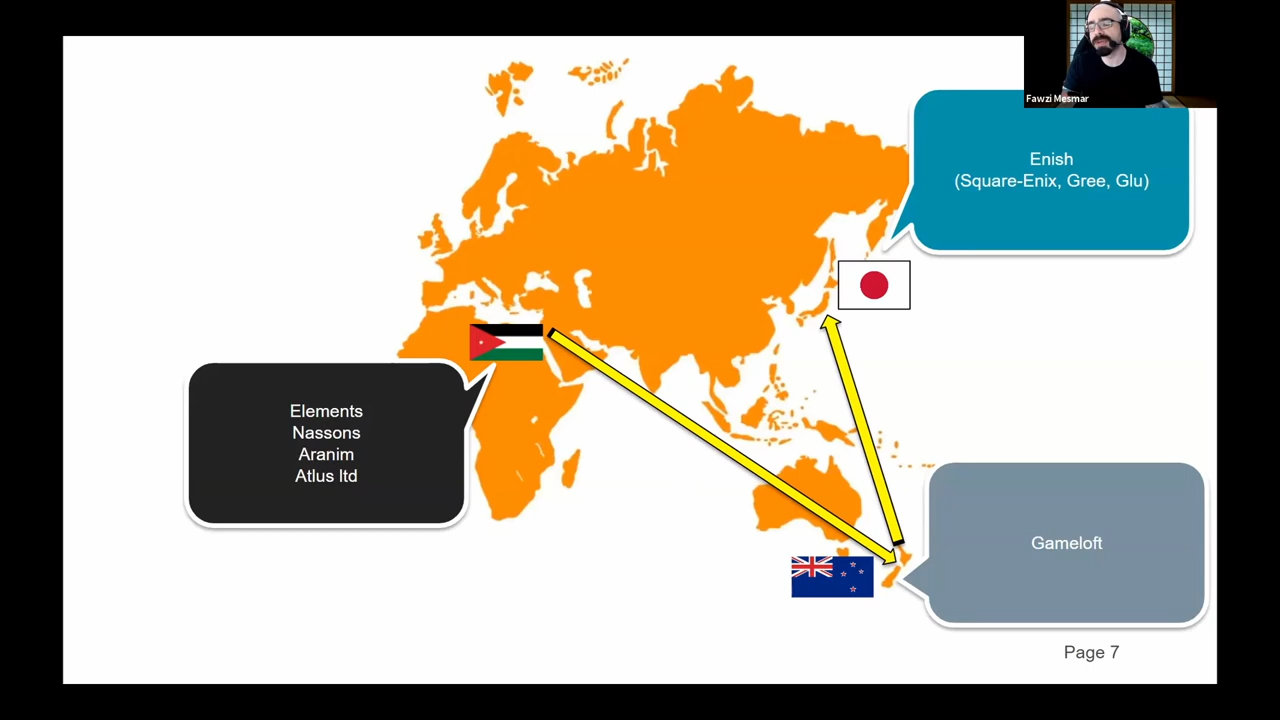 Fawzi Mesmar
Enish
(Square-Enix, Gree, Glu)
Elements
Nassons
Aranim
Atlus ltd
Gameloft
Page 7